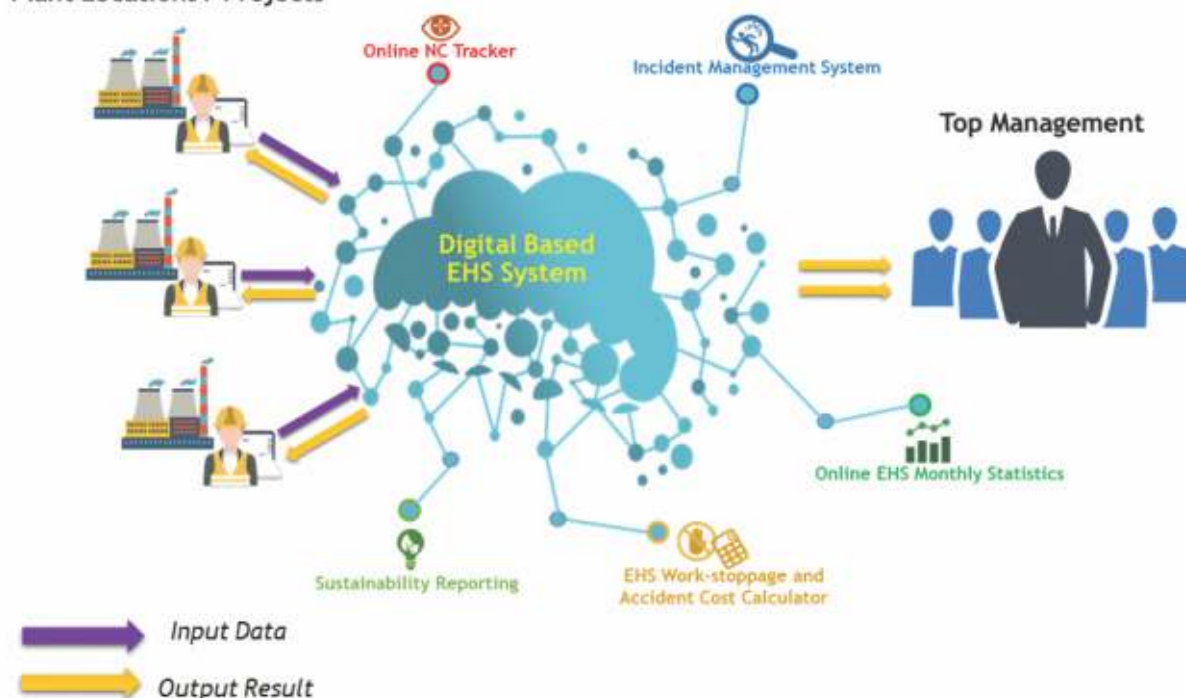 Online NC Tracker
Incident Management System
Top Management
Digital Based
EHS System
Online EHS Monthly Statistics
Sustainability Reporting
EHS Work-stoppage and
Accident Cost Calculator
Input Data
Output Result